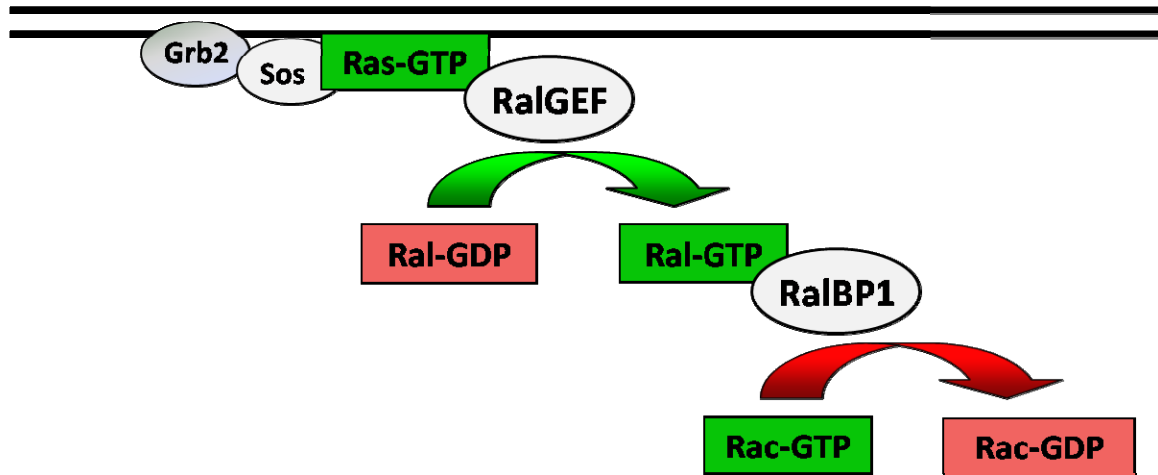 Grb2
Sos
Ras-GTP
RalGEF
Ral-GDP
Ral-GTP
RalBP1
Rac-GTP
Rac-GDP